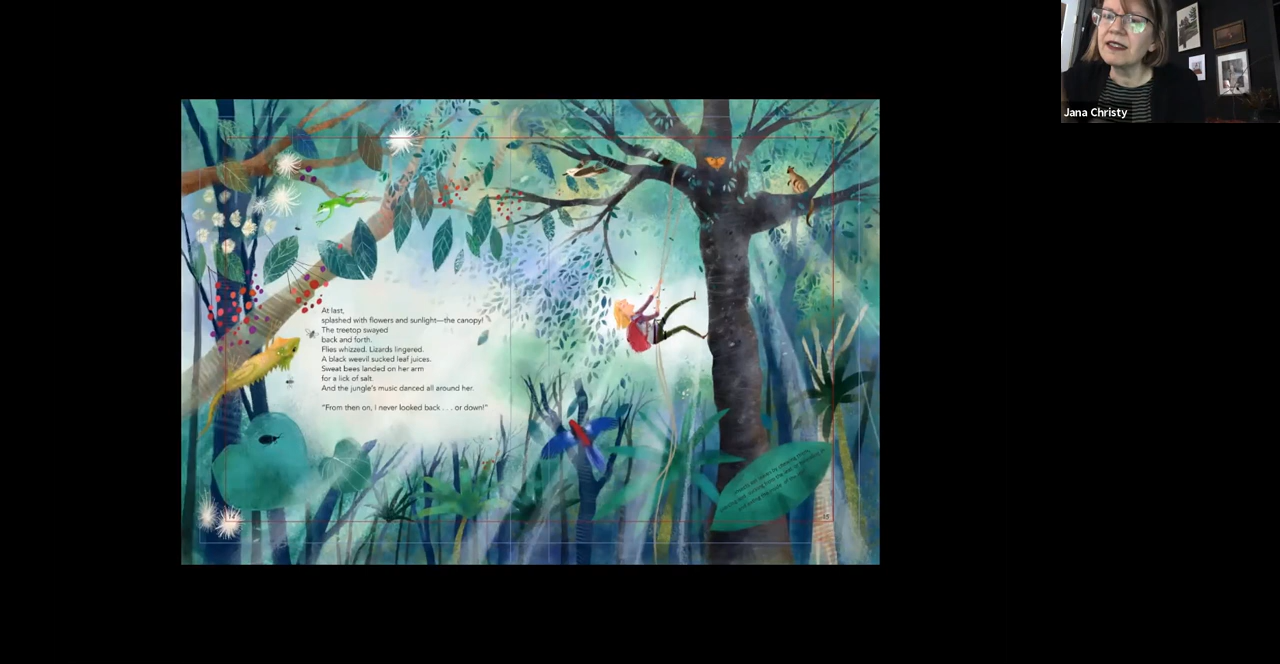 Jana Christy
At last,
splashed with flowers and sunlight—the canopy!
The treetop swayed
back and forth.
Flies whizzed. Lizards lingered.
A black weevil sucked leaf juices.
Sweat bees landed on her arm
for a lick of salt.
And the jungle's music danced all around her.
"From then on, I never looked back . . . or down!"